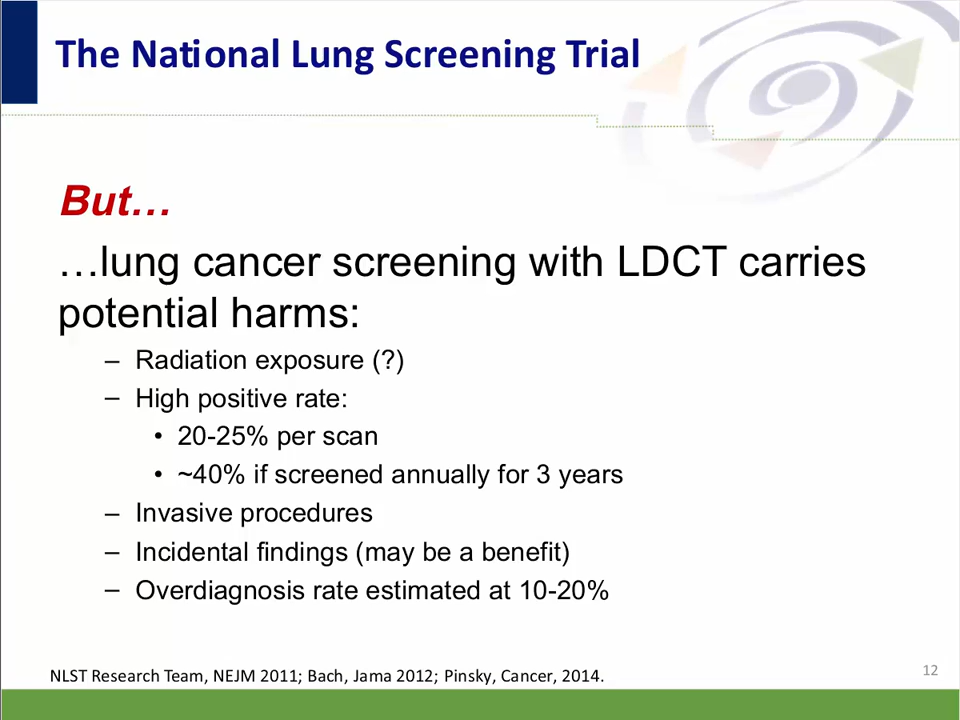 The National Lung Screening Trial
But…
…lung cancer screening with LDCT carries
potential harms:
– Radiation exposure (?)
– High positive rate:
• 20-25% per scan
• ~40% if screened annually for 3 years
– Invasive procedures
– Incidental findings (may be a benefit)
– Overdiagnosis rate estimated at 10-20%
NLST Research Team, NEJM 2011; Bach, Jama 2012; Pinsky, Cancer, 2014.
12